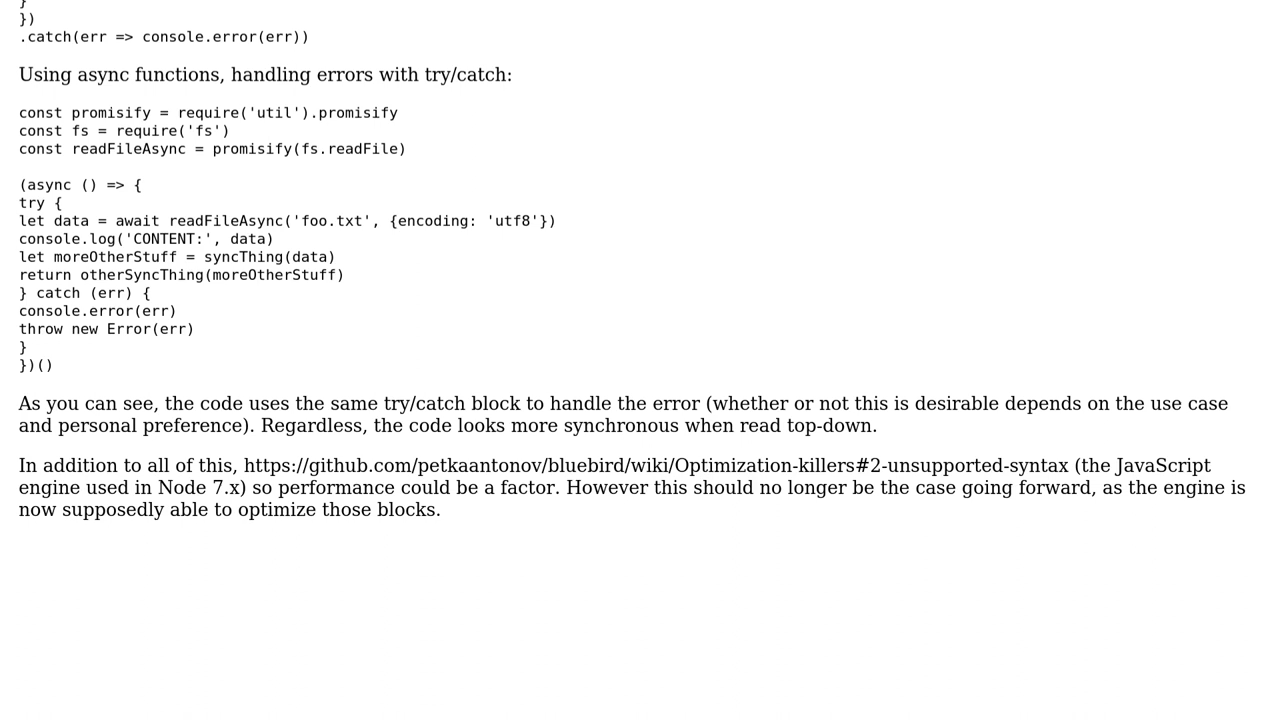 }
})
.catch(err => console.error(err))
Using async functions, handling errors with try/catch:
const promisify = require('util').promisify
const fs = require('fs')
const readFileAsync = promisify(fs.readFile)
(async () => {
try {
let data = await readFileAsync('foo.txt', {encoding: 'utf8'})
console.log('CONTENT:', data)
let moreOtherStuff = syncThing(data)
return otherSyncThing(moreOtherStuff)
} catch (err) {
console.error(err)
throw new Error(err)
}
})()
As you can see, the code uses the same try/catch block to handle the error (whether or not this is desirable depends on the use case
and personal preference). Regardless, the code looks more synchronous when read top-down.
In addition to all of this, https://github.com/petkaantonov/bluebird/wiki/Optimization-killers#2-unsupported-syntax (the JavaScript
engine used in Node 7.x) so performance could be a factor. However this should no longer be the case going forward, as the engine is
now supposedly able to optimize those blocks.